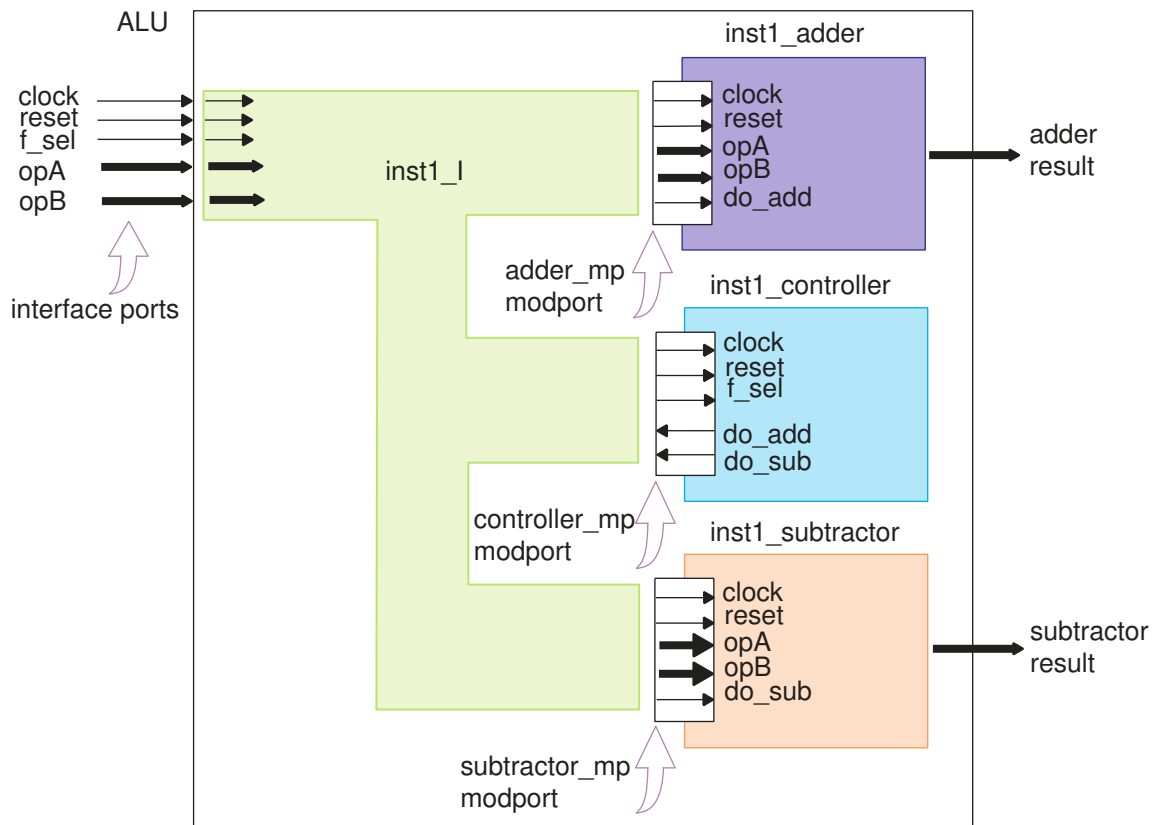 ALU
clock
reset
f_sel
opA
opB
interface ports
inst1_I
inst1_adder
clock
reset
opA
opB
do_add
adder
result
adder_mp
modport
inst1_controller
clock
reset
f_sel
do_add
do_sub
controller_mp
modport
inst1_subtractor
clock
reset
opA
opB
do_sub
subtractor
result
subtractor_mp
modport